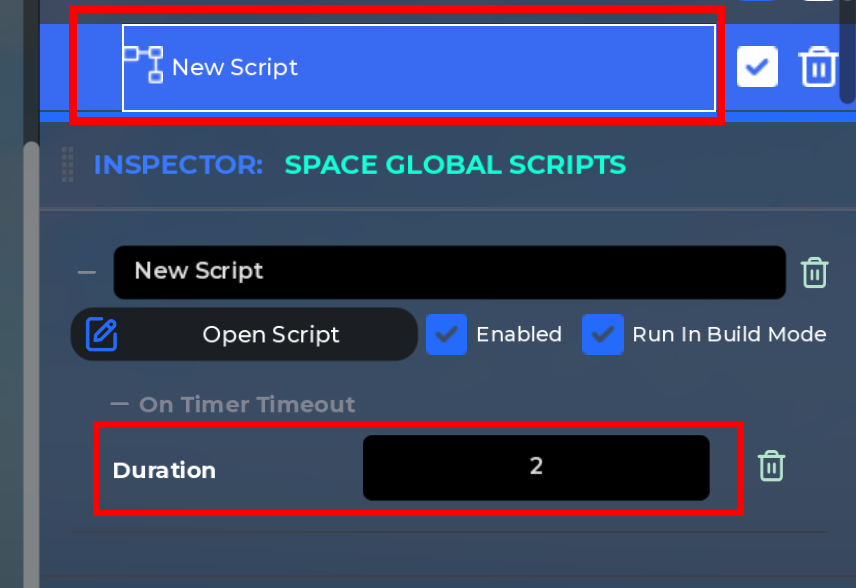 New Script
INSPECTOR: SPACE GLOBAL SCRIPTS
New Script
Open Script Enabled Run In Build Mode
On Timer Timeout
Duration 2